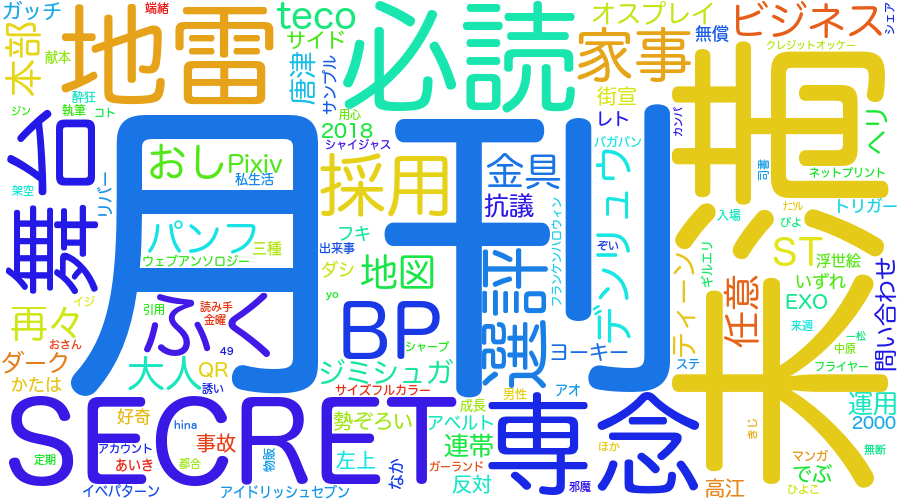 ガッチ
端緒
teco
オスプレイ
ビジネス
シェア
本部
献本
地雷
サイド
必読
家事
無償
クレジットオッケー
酔狂
唐津
サンプル
街宣
カンパ
菡
ヘリ
ジン
執筆
コト
用心
2018
レト
舞台
月刊
おし
Pixiv
シャイジャス
採用
金具
パガパン
司書
ネットプリント
架空
リバー
私生活
抗議
デンリュウ
入場
ナニル
トリガー
パンフ
三種
フキ
出来事
フランケンハロウィン
ぞい
ぴよ
ウェブアンソロジー
ダシ
地図
選評
ギルエリ
ST
浮世絵
イジ
引用
読み手
yo
ティーン
任意
いずれ
問い合わせ
再々
ふく
金曜
BP
EXO
おさん
49
シャープ
ヨーキー
来週
一松
中原
ダーク
大人
QR
誘い
ジミシュガ
ステ
フライヤー
かたは
サイズフルカラー
男性
アオ
運用
SECRET
専念
好奇
hina
勢ぞろい
成長
アベルト
2000
アカウント
事故
連帯
きじ
定期
あいき
都合
物販
左上
なか
ガーランド
ほか
マンガ
無断
でぶ
イベパターン
アイドリッシュセブン
反対
邪魔
高江
ひよこ